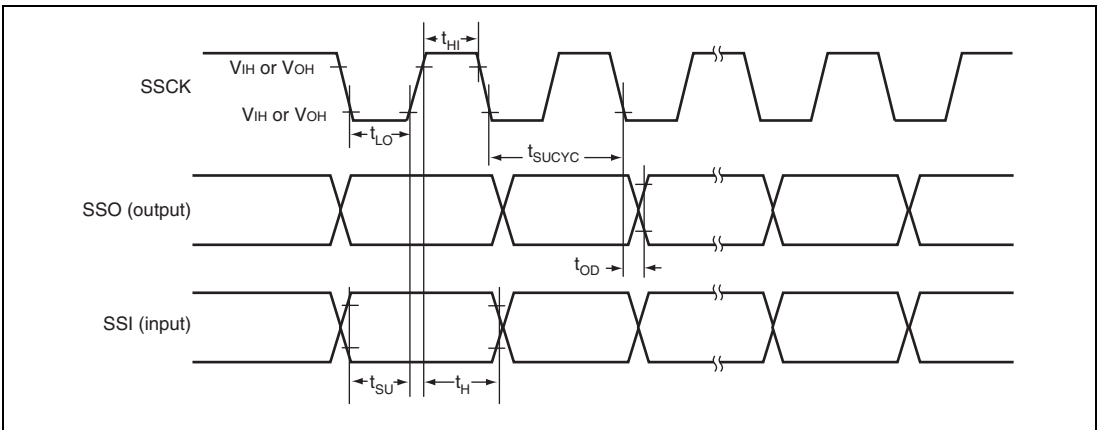 tHI
VIH or VOH
SSCK
VIH or VOH
tLO
tSUCYC
SSO (output)
tOD
SSI (input)
tSU
tH